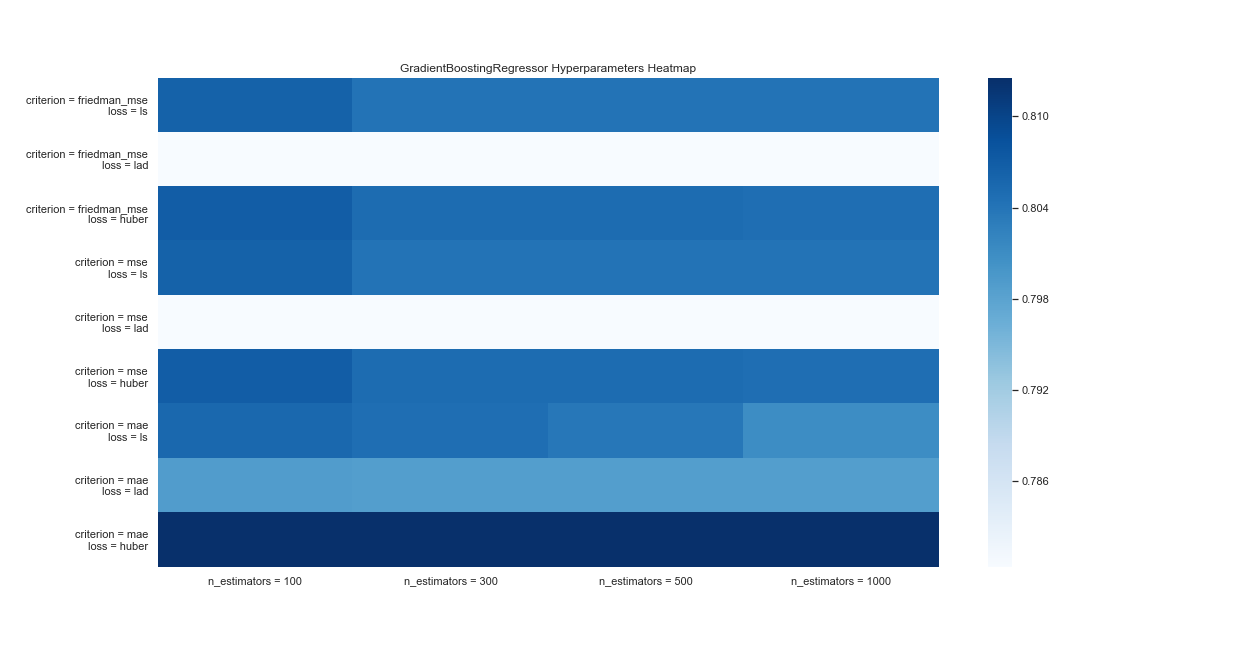 GradientBoostingRegressor Hyperparameters Heatmap
criterion = friedman_mse
loss = ls
criterion = friedman_mse
loss = lad
criterion = friedman_mse
loss = huber
criterion = mse
loss = ls
criterion = mse
loss = lad
criterion = mse
loss = huber
criterion = mae
loss = ls
criterion = mae
loss = lad
criterion = mae
loss = huber
n_estimators = 100
n_estimators = 300
n_estimators = 500
n_estimators = 1000
0.810
0.804
0.798
0.792
0.786